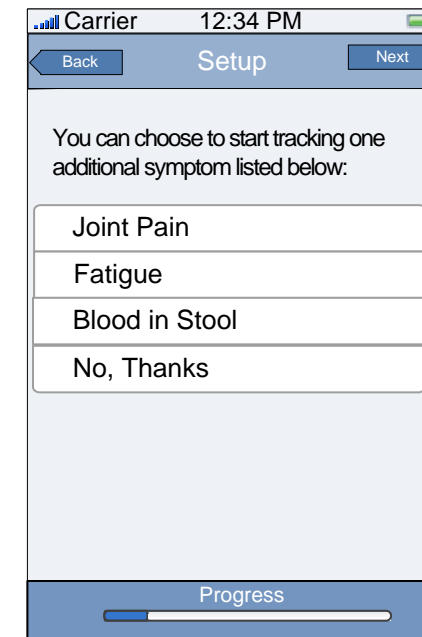 Carrier 12:34 PM
Back Setup Next
You can choose to start tracking one
additional symptom listed below:
Joint Pain
Fatigue
Blood in Stool
No, Thanks
Progress